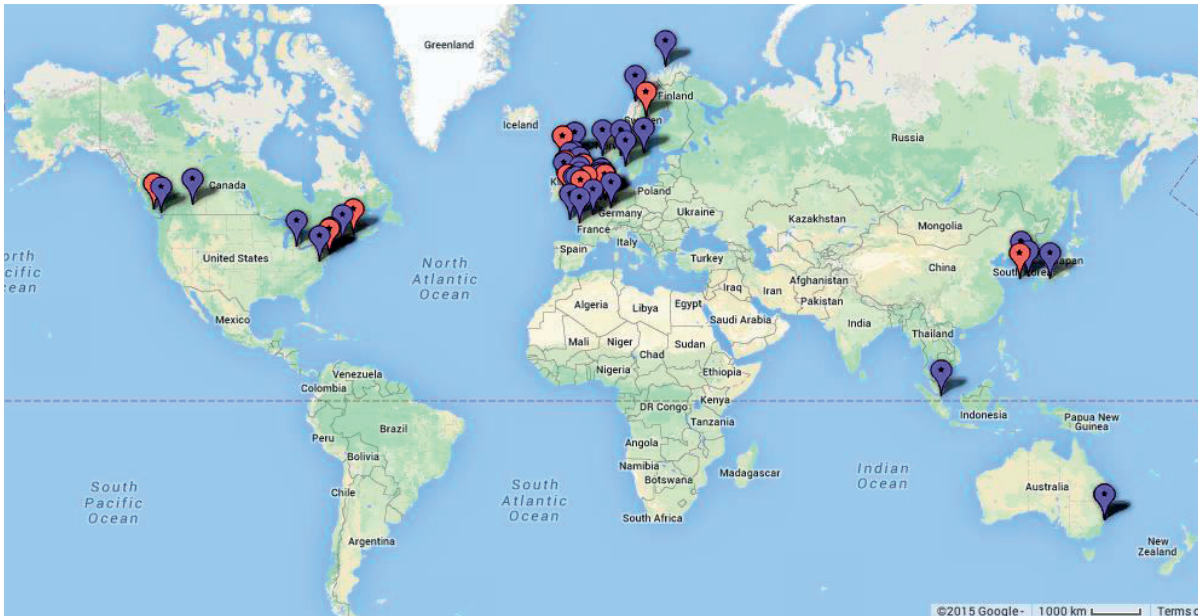 Greenland
Iceland
Finland
Russia
Canada
Poland
Germany
Ukraine
Kazakhstan
Mongolia
France
Italy
Spain
Turkey
United States
North
Atlantic
Ocean
China
South Korea
Japan
Afghanistan
Iraq
Iran
Pakistan
Algeria
Libya
Egypt
Saudi Arabia
India
Mexico
Mali
Niger
Sudan
Thailand
Chad
Nigeria
Ethiopia
Venezuela
Colombia
DR Congo
Kenya
Indonesia
Papua New
Guinea
Tanzania
Peru
Brazil
Angola
Bolivia
Namibia
Botswana
Madagascar
Indian
Ocean
South
Pacific
Ocean
Chile
South
Atlantic
Ocean
Australia
South Africa
Argentina
New
Zealand
©2015 Google -
1000 km
Terms o